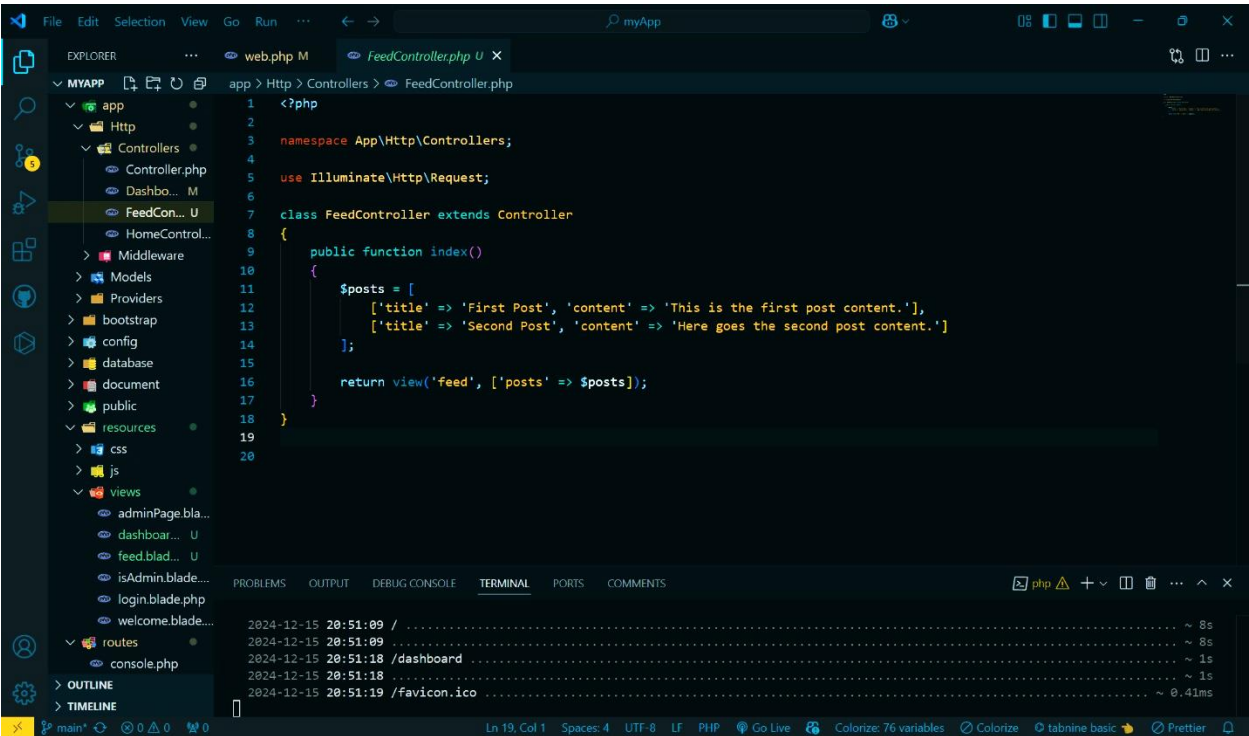 File Edit Selection View Go Run ··· myApp
EXPLORER ···
MYAPP
app
Http
Controllers
Controller.php
Dashbo... M
FeedCon... U
HomeControl...
Middleware
Models
Providers
bootstrap
config
database
document
public
resources
css
js
views
adminPage.bla...
dashboar... U
feed.blad... U
isAdmin.blade....
login.blade.php
welcome.blade....
routes
console.php
OUTLINE
TIMELINE
5
web.php M FeedController.php U
app > Http > Controllers > FeedController.php
1 <?php
2
3 namespace App\Http\Controllers;
4
5 use Illuminate\Http\Request;
6
7 class FeedController extends Controller
8 {
9     public function index()
10     {
11         $posts = [
12             ['title' => 'First Post', 'content' => 'This is the first post content.'],
13             ['title' => 'Second Post', 'content' => 'Here goes the second post content.']
14         ];
15
16         return view('feed', ['posts' => $posts]);
17     }
18 }
19
20
PROBLEMS OUTPUT DEBUG CONSOLE TERMINAL PORTS COMMENTS php
2024-12-15 20:51:09 / ........ ~ 8s
2024-12-15 20:51:09 ........ ~ 8s
2024-12-15 20:51:18 /dashboard ........ ~ 1s
2024-12-15 20:51:18 ........ ~ 1s
2024-12-15 20:51:19 /favicon.ico ........ ~ 0.41ms
main* 0 0 0 Ln 19, Col 1 Spaces: 4 UTF-8 LF PHP Go Live Colorize: 76 variables Colorize tabnine basic Prettier